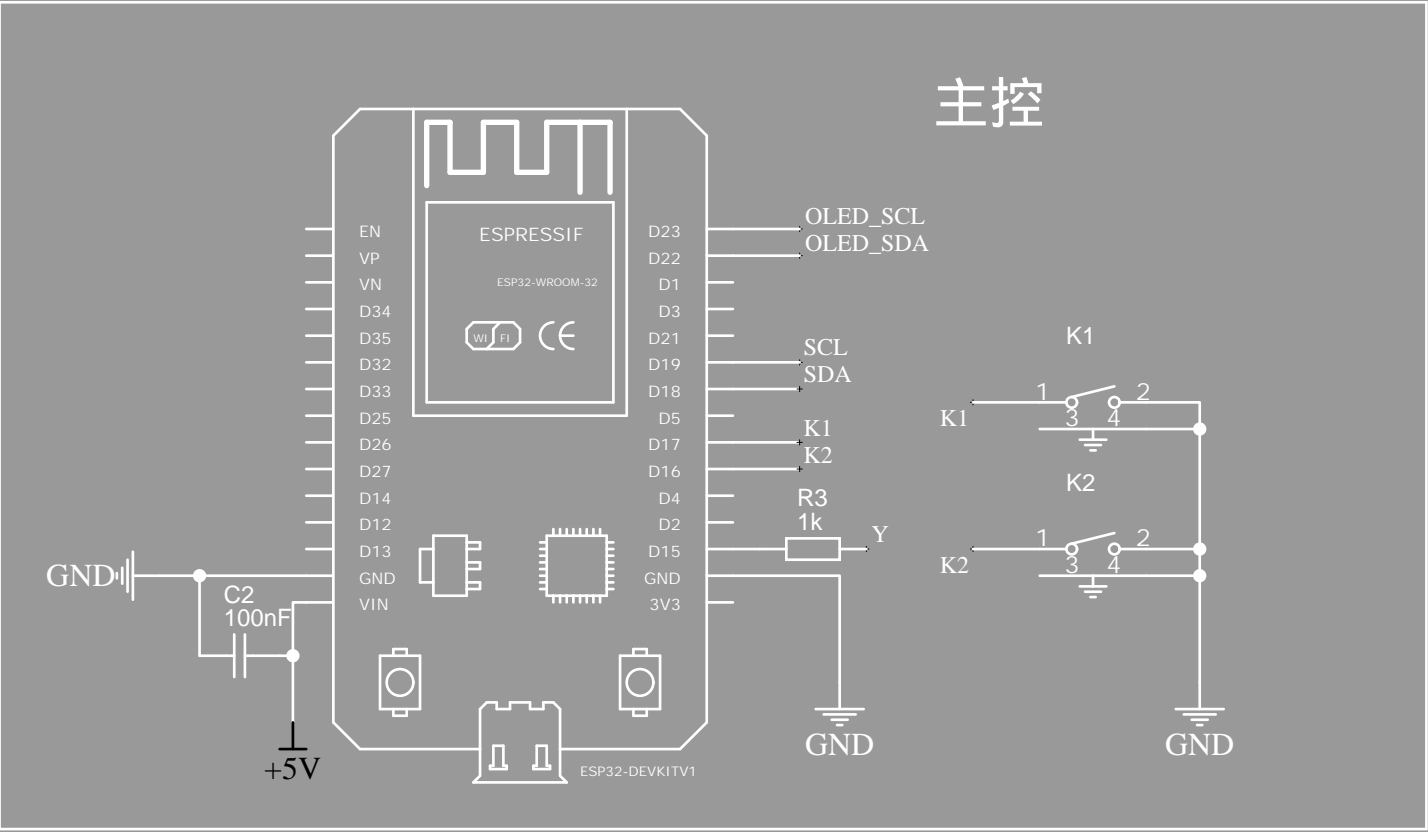 主控
OLED_SCL
OLED_SDA
EN
VP
VN
D34
D35
D32
D33
D25
D26
D27
D14
D12
D13
GND
VIN
ESPRESSIF
ESP32-WROOM-32
WI FI CE
D23
D22
D1
D3
D21
D19
D18
D5
D17
D16
D4
D2
D15
GND
3V3
SCL
SDA
K1
K2
R3
1k
Y
GND
C2
100nF
+5V
ESP32-DEVKITV1
GND
K1
1 2
K1
3 4
K2
1 2
K2
3 4
GND